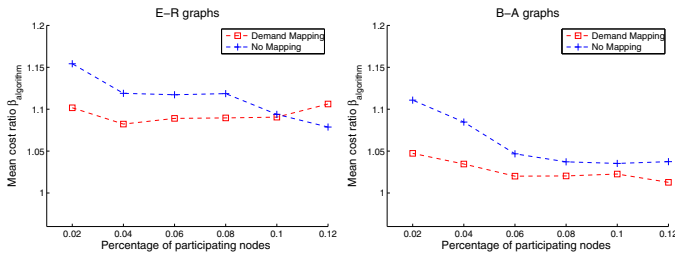 E−R graphs
Mean cost ratio βalgorithm
1.2
1.15
1.1
1.05
1
Demand Mapping
No Mapping
0.02 0.04 0.06 0.08 0.1 0.12
Percentage of participating nodes
B−A graphs
Mean cost ratio βalgorithm
1.2
1.15
1.1
1.05
1
Demand Mapping
No Mapping
0.02 0.04 0.06 0.08 0.1 0.12
Percentage of participating nodes